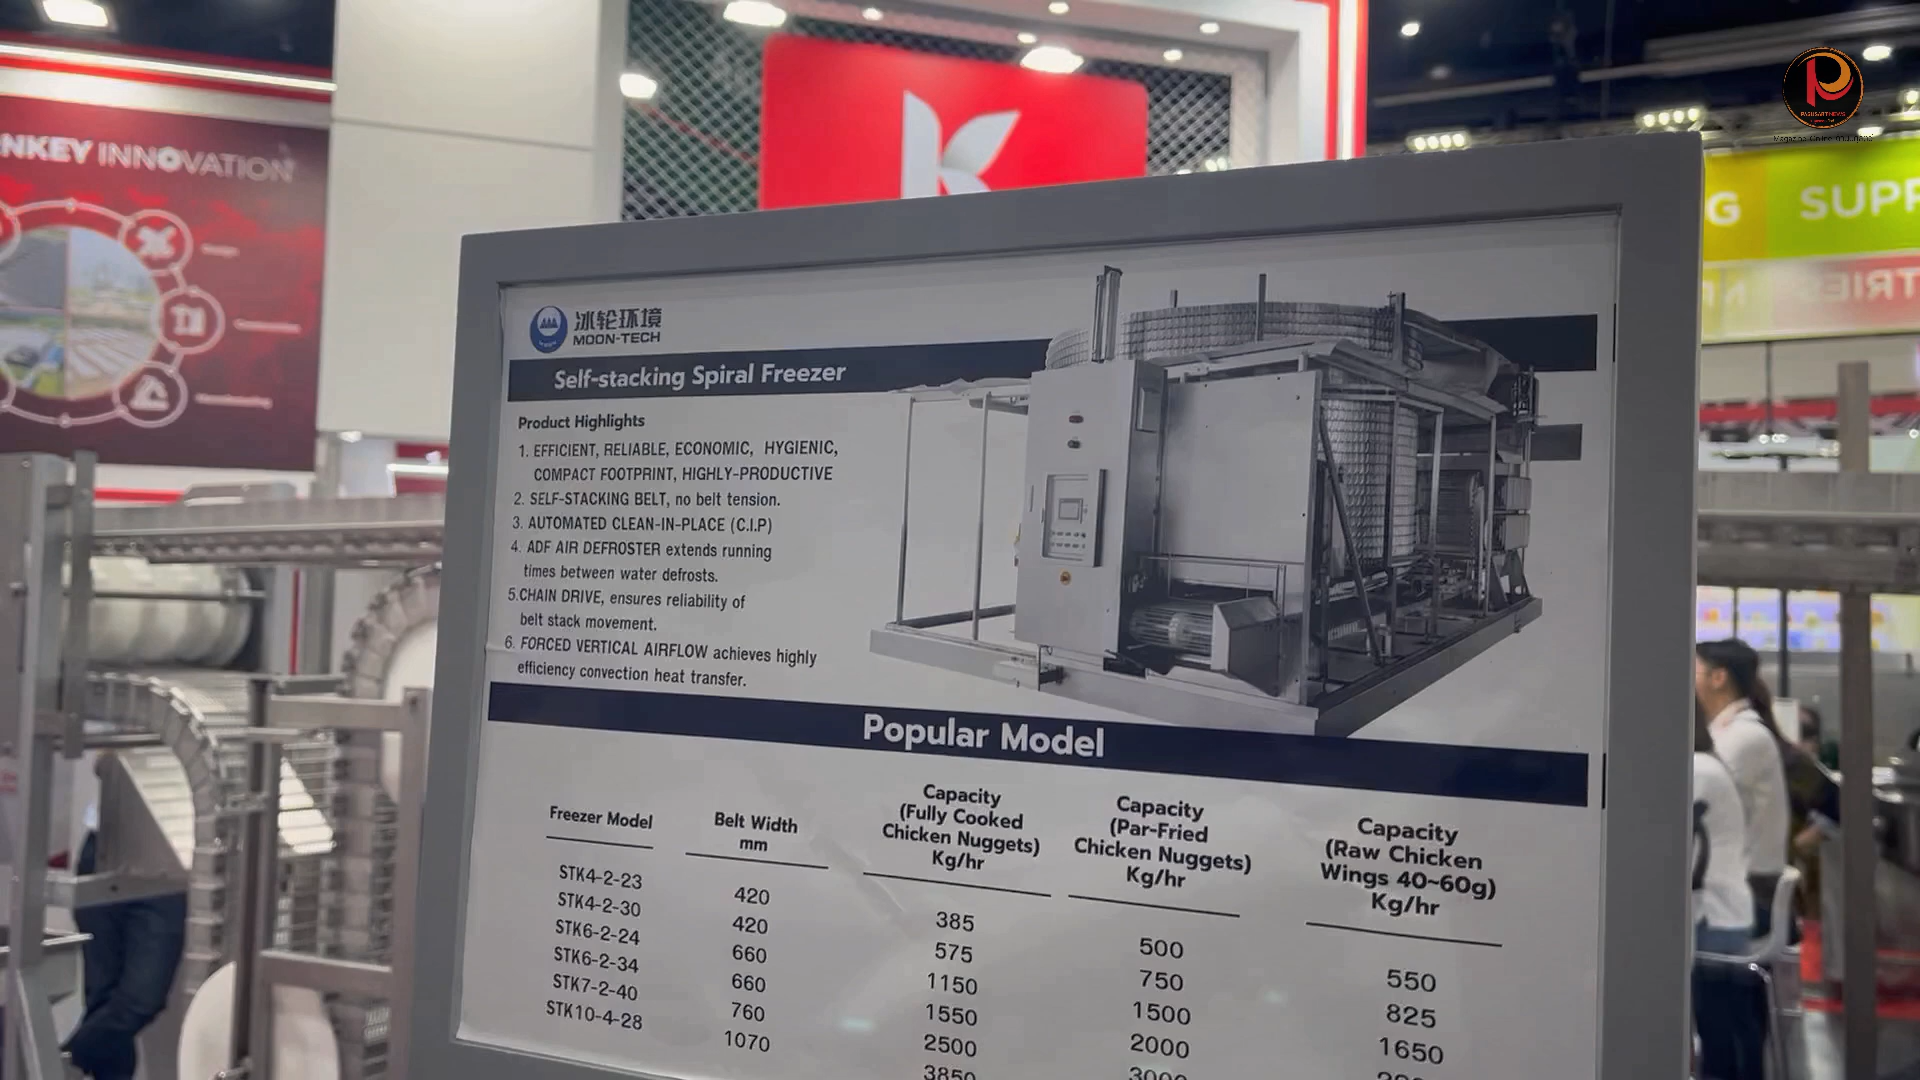 NKEY INNOVATION
K
PASUSART NEWS
G SUPP
冰轮环境
MOON-TECH
Self-stacking Spiral Freezer
Product Highlights
1. EFFICIENT, RELIABLE, ECONOMIC, HYGIENIC,
COMPACT FOOTPRINT, HIGHLY-PRODUCTIVE
2. SELF-STACKING BELT, no belt tension.
3. AUTOMATED CLEAN-IN-PLACE (C.I.P)
4. ADF AIR DEFROSTER extends running
times between water defrosts.
5.CHAIN DRIVE, ensures reliability of
belt stack movement.
6. FORCED VERTICAL AIRFLOW achieves highly
efficiency convection heat transfer.
Popular Model
Freezer Model
STK4-2-23
STK4-2-30
STK6-2-24
STK6-2-34
STK7-2-40
STK10-4-28
Belt Width
mm
420
420
660
660
760
1070
Capacity
(Fully Cooked
Chicken Nuggets)
Kg/hr
385
575
1150
1550
2500
3850
Capacity
(Par-Fried
Chicken Nuggets)
Kg/hr
500
750
1500
2000
3000
Capacity
(Raw Chicken
Wings 40~60g)
Kg/hr
550
825
1650